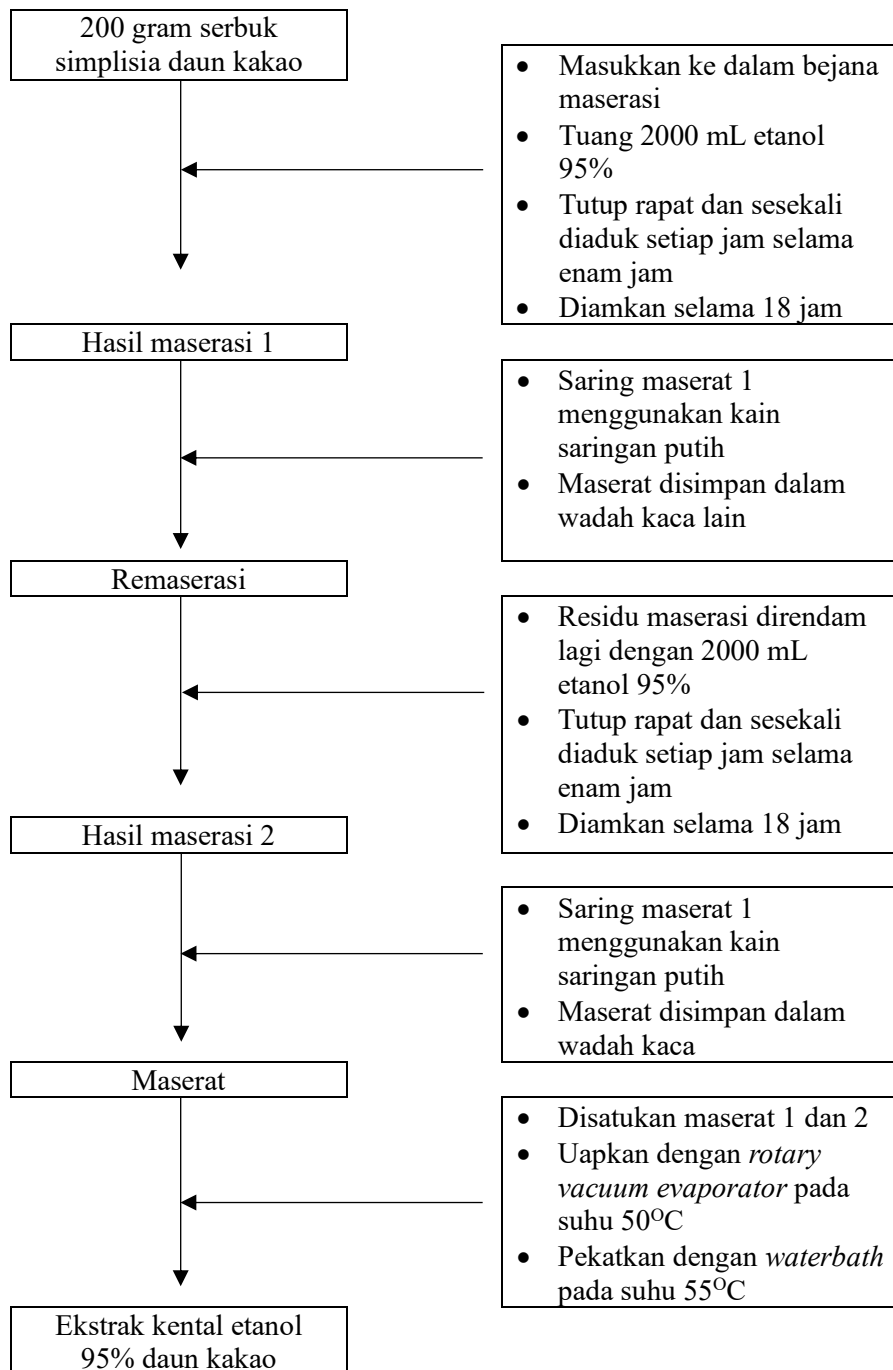 200 gram serbuk
simplisia daun kakao
• Masukkan ke dalam bejana
maserasi
• Tuang 2000 mL etanol
95%
• Tutup rapat dan sesekali
diaduk setiap jam selama
enam jam
• Diamkan selama 18 jam
Hasil maserasi 1
• Saring maserat 1
menggunakan kain
saringan putih
• Maserat disimpan dalam
wadah kaca lain
Remaserasi
• Residu maserasi direndam
lagi dengan 2000 mL
etanol 95%
• Tutup rapat dan sesekali
diaduk setiap jam selama
enam jam
• Diamkan selama 18 jam
Hasil maserasi 2
• Saring maserat 1
menggunakan kain
saringan putih
• Maserat disimpan dalam
wadah kaca
Maserat
• Disatukan maserat 1 dan 2
• Uapkan dengan rotary
vacuum evaporator pada
suhu 50ᴼC
• Pekatkan dengan waterbath
pada suhu 55ᴼC
Ekstrak kental etanol
95% daun kakao